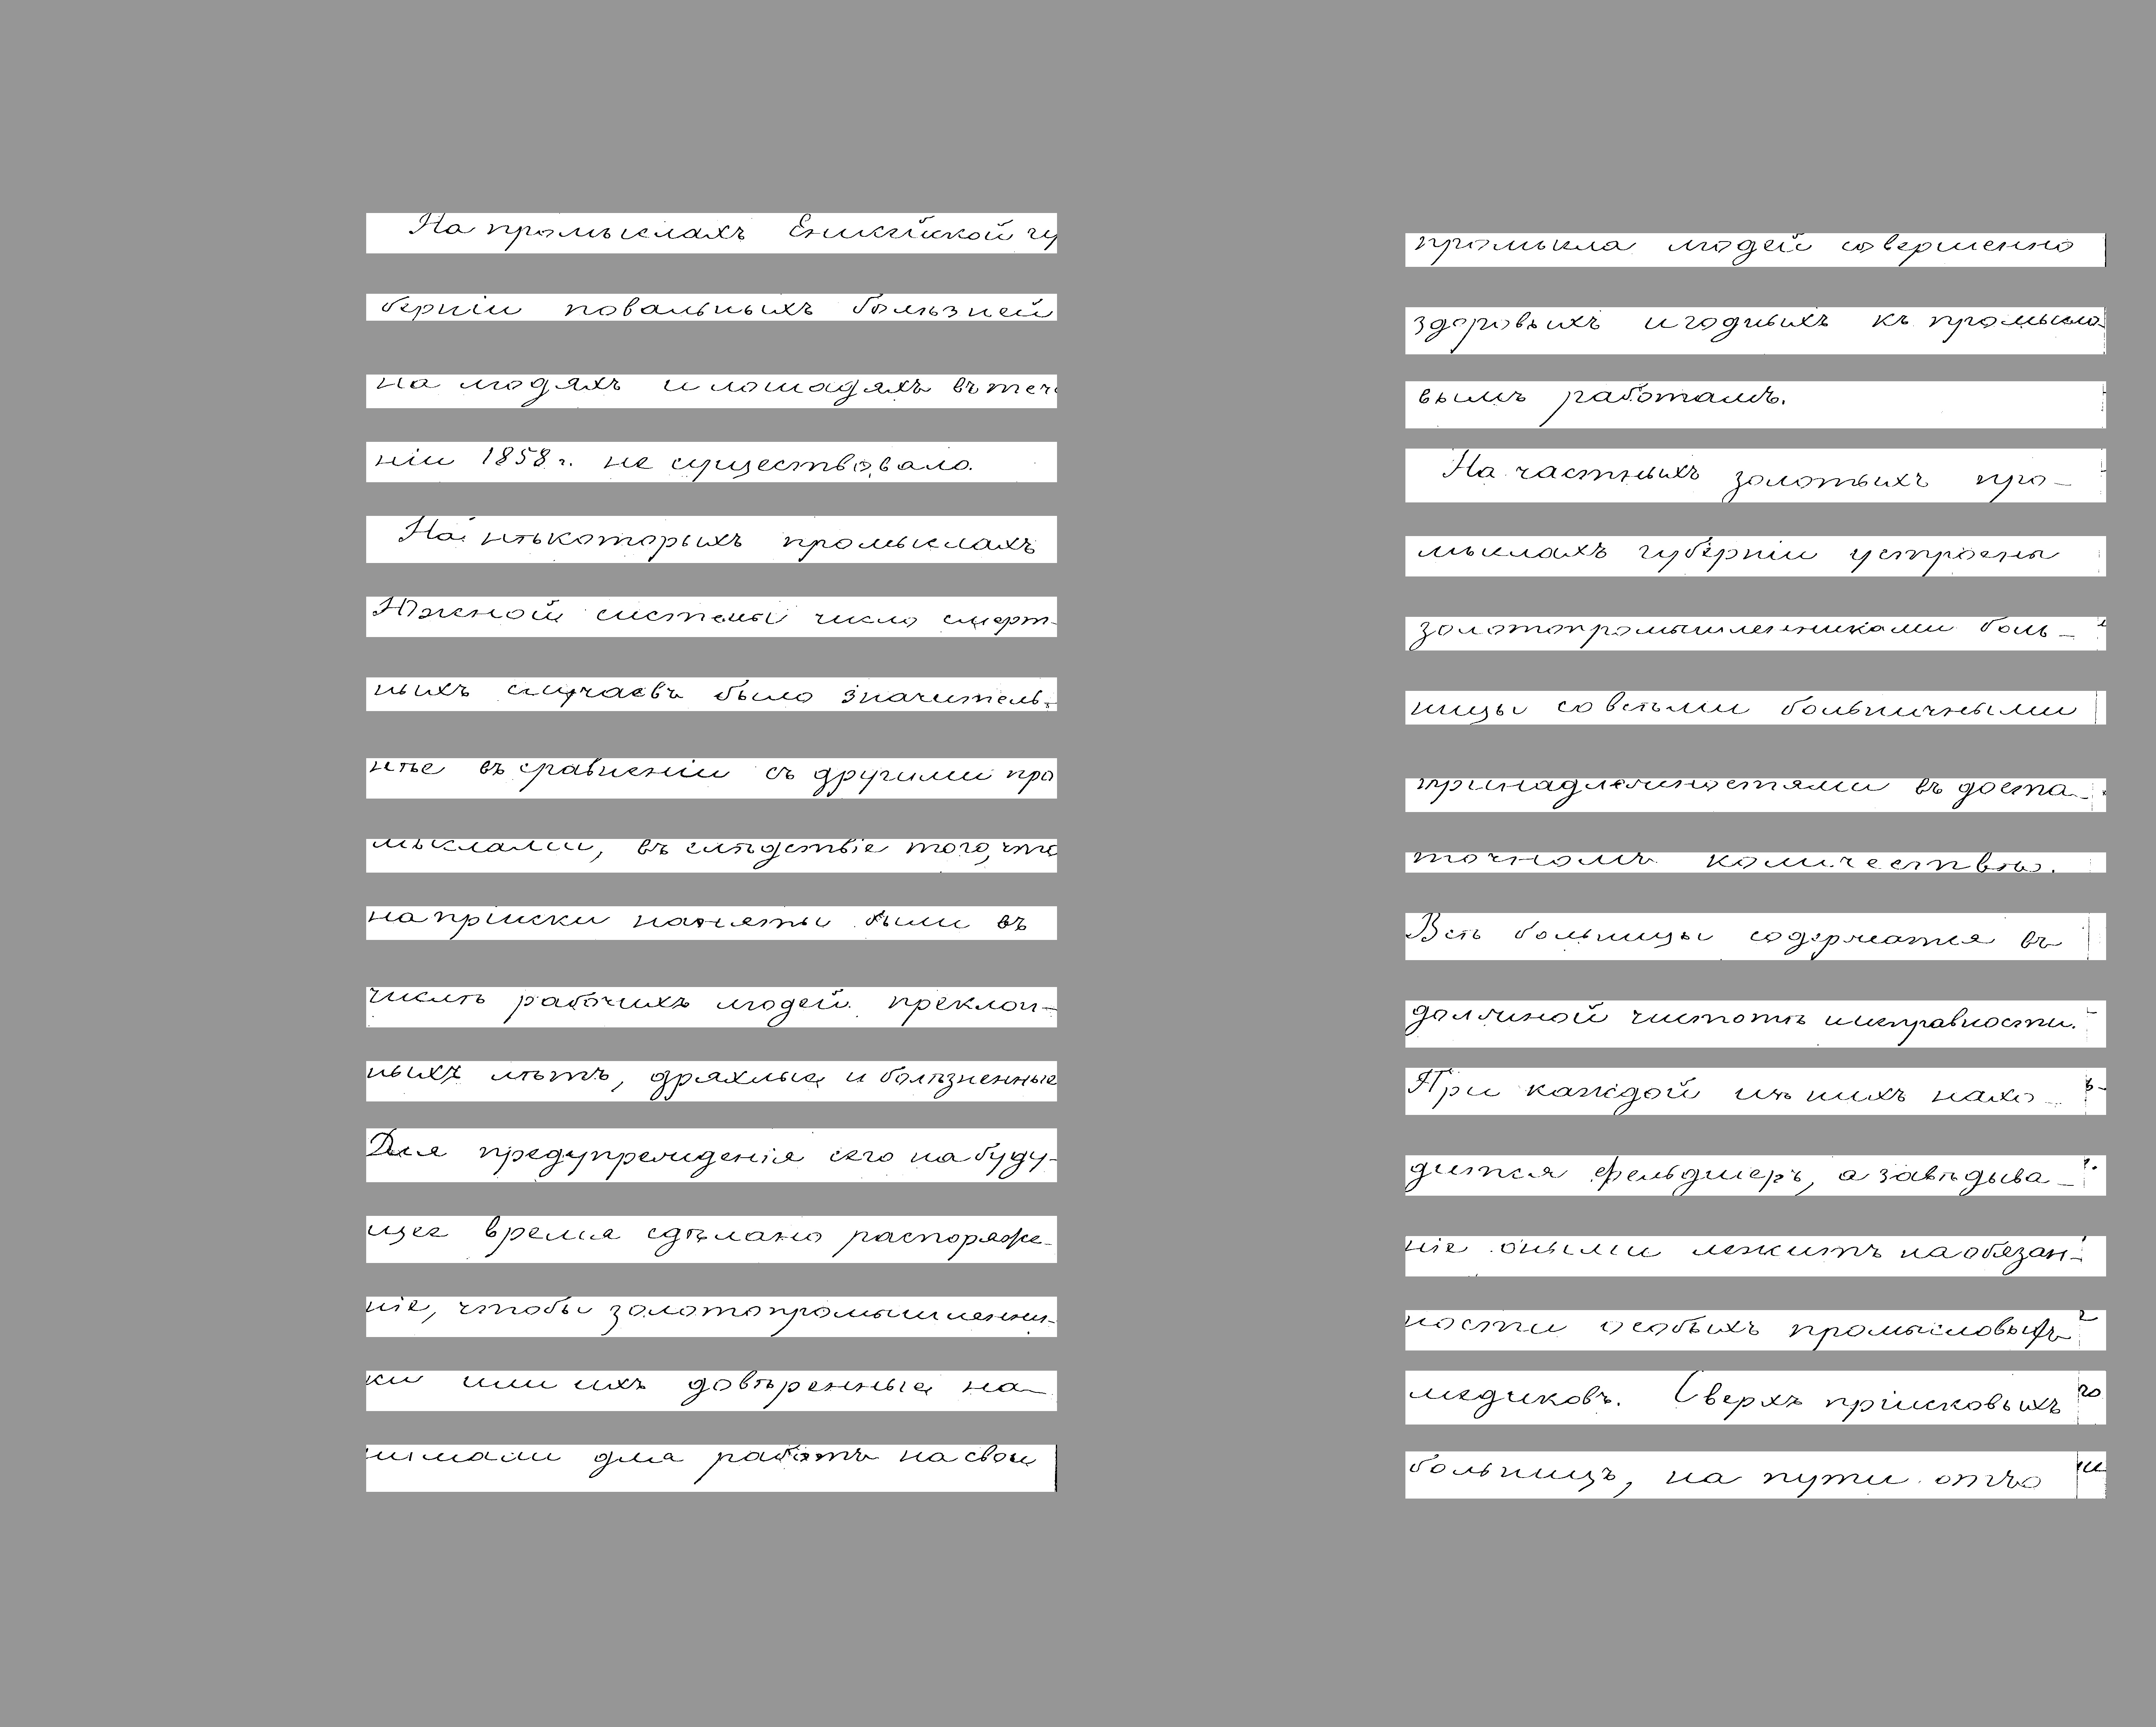 На промыслахъ Енисейской гу
берніи повальныхъ болѣзней
на людяхъ и лошадяхъ въ тече
ніи 1858 г. не существовало.
На нѣкоторыхъ промыслахъ
Южной системы число смерт-
ныхъ случаевъ было значитель-
нѣе въ сравненіи съ другими про
мыслами, въ слѣдствіе того, что
на пріиски наняты были въ
числѣ рабочихъ людей преклон-
ныхъ лѣтъ, дряхлые и болѣзненные
Для предупрежденія сего на буду-
щее время сдѣлано распоряже-
ніе, чтобы золотопромышленни-
ки или ихъ довѣренные на-
нимали для работъ на свои
промысла людей совершенно
здоровыхъ и годныхъ къ промысло-
вымъ работамъ.
На частныхъ золотыхъ про-
мыслахъ губерніи устроены
золотопромышленниками боль-
ницы со всѣми больничными
принадлежностями въ доста-
точномъ количествѣ.
Всѣ больницы содержатся въ
должной чистотѣ и исправности.
При каждой изъ нихъ нахо-
дится фельдшеръ, а завѣдыва-
ніе оными лежитъ на обязан-
ности особыхъ промысловыхъ
медиковъ. Сверхъ пріисковыхъ
больницъ, на пути отъ